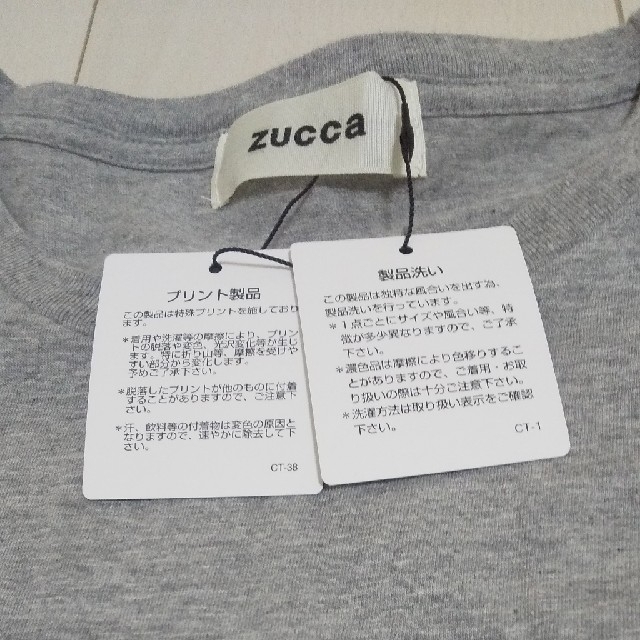 zucca
プリント製品
この製品は特殊プリントを施しており
ます。
*着用や洗濯等の摩擦により、プリン
トの脱落や変色、光沢変化等が生じ
ます。特に折り山等、摩擦を受けや
すい部分から変化します。
予めご了承下さい。
*脱落したプリントが他のものに付着
することがありますので、ご注意下
さい。
*汗、飲料等の付着物は変色の原因と
なりますので、速やかに除去して下
さい。
CT-38
製品洗い
この製品は独特な風合いを出す為、
製品洗いを行っています。
*1点ごとにサイズや風合い等、特
徴が多少異なりますので、ご了承
下さい。
*濃色品は摩擦により色移りするこ
とがありますので、ご着用・お取
り扱いの際は十分ご注意下さい。
*洗濯方法は取り扱い表示をご確認
下さい。
CT-1